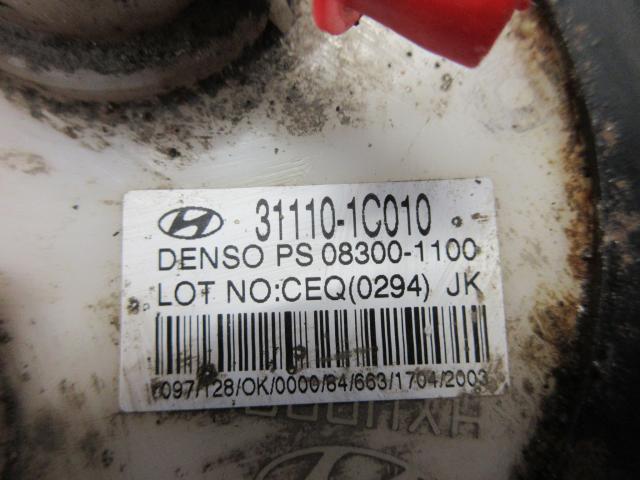 31110-1C010
DENSO PS 08300-1100
LOT NO:CEQ(0294) JK
097/128/OK/0000/84/663/1704/2003